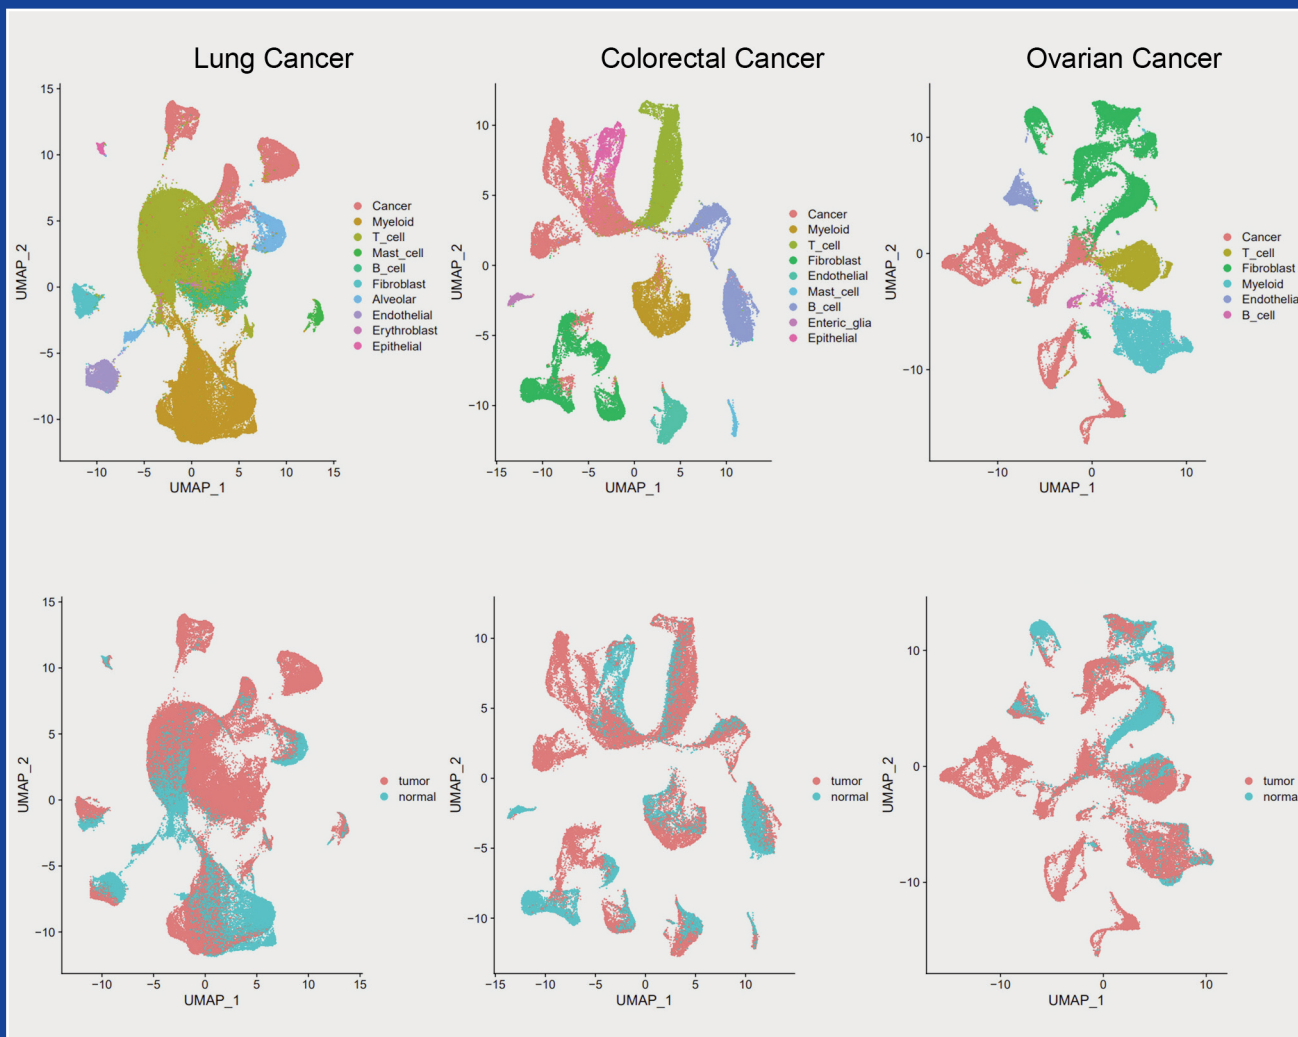 Lung Cancer
Colorectal Cancer
Ovarian Cancer
15
10
5
0
−5
−10
UMAP_2
−10
−5
0
5
10
15
UMAP_1
Cancer
Myeloid
T_cell
Mast_cell
B_cell
Fibroblast
Alveolar
Endothelial
Erythroblast
Epithelial
10
5
0
−5
−10
UMAP_2
−15
−10
−5
0
5
10
UMAP_1
Cancer
Myeloid
T_cell
Fibroblast
Endothelial
Mast_cell
B_cell
Enteric_glia
Epithelial
10
0
−10
UMAP_2
−10
0
10
UMAP_1
Cancer
T_cell
Fibroblast
Myeloid
Endothelia
B_cell
15
10
5
0
−5
−10
UMAP_2
−10
−5
0
5
10
15
UMAP_1
tumor
normal
10
5
0
−5
−10
UMAP_2
−15
−10
−5
0
5
10
UMAP_1
tumor
normal
10
0
−10
UMAP_2
−10
0
10
UMAP_1
tumor
norma